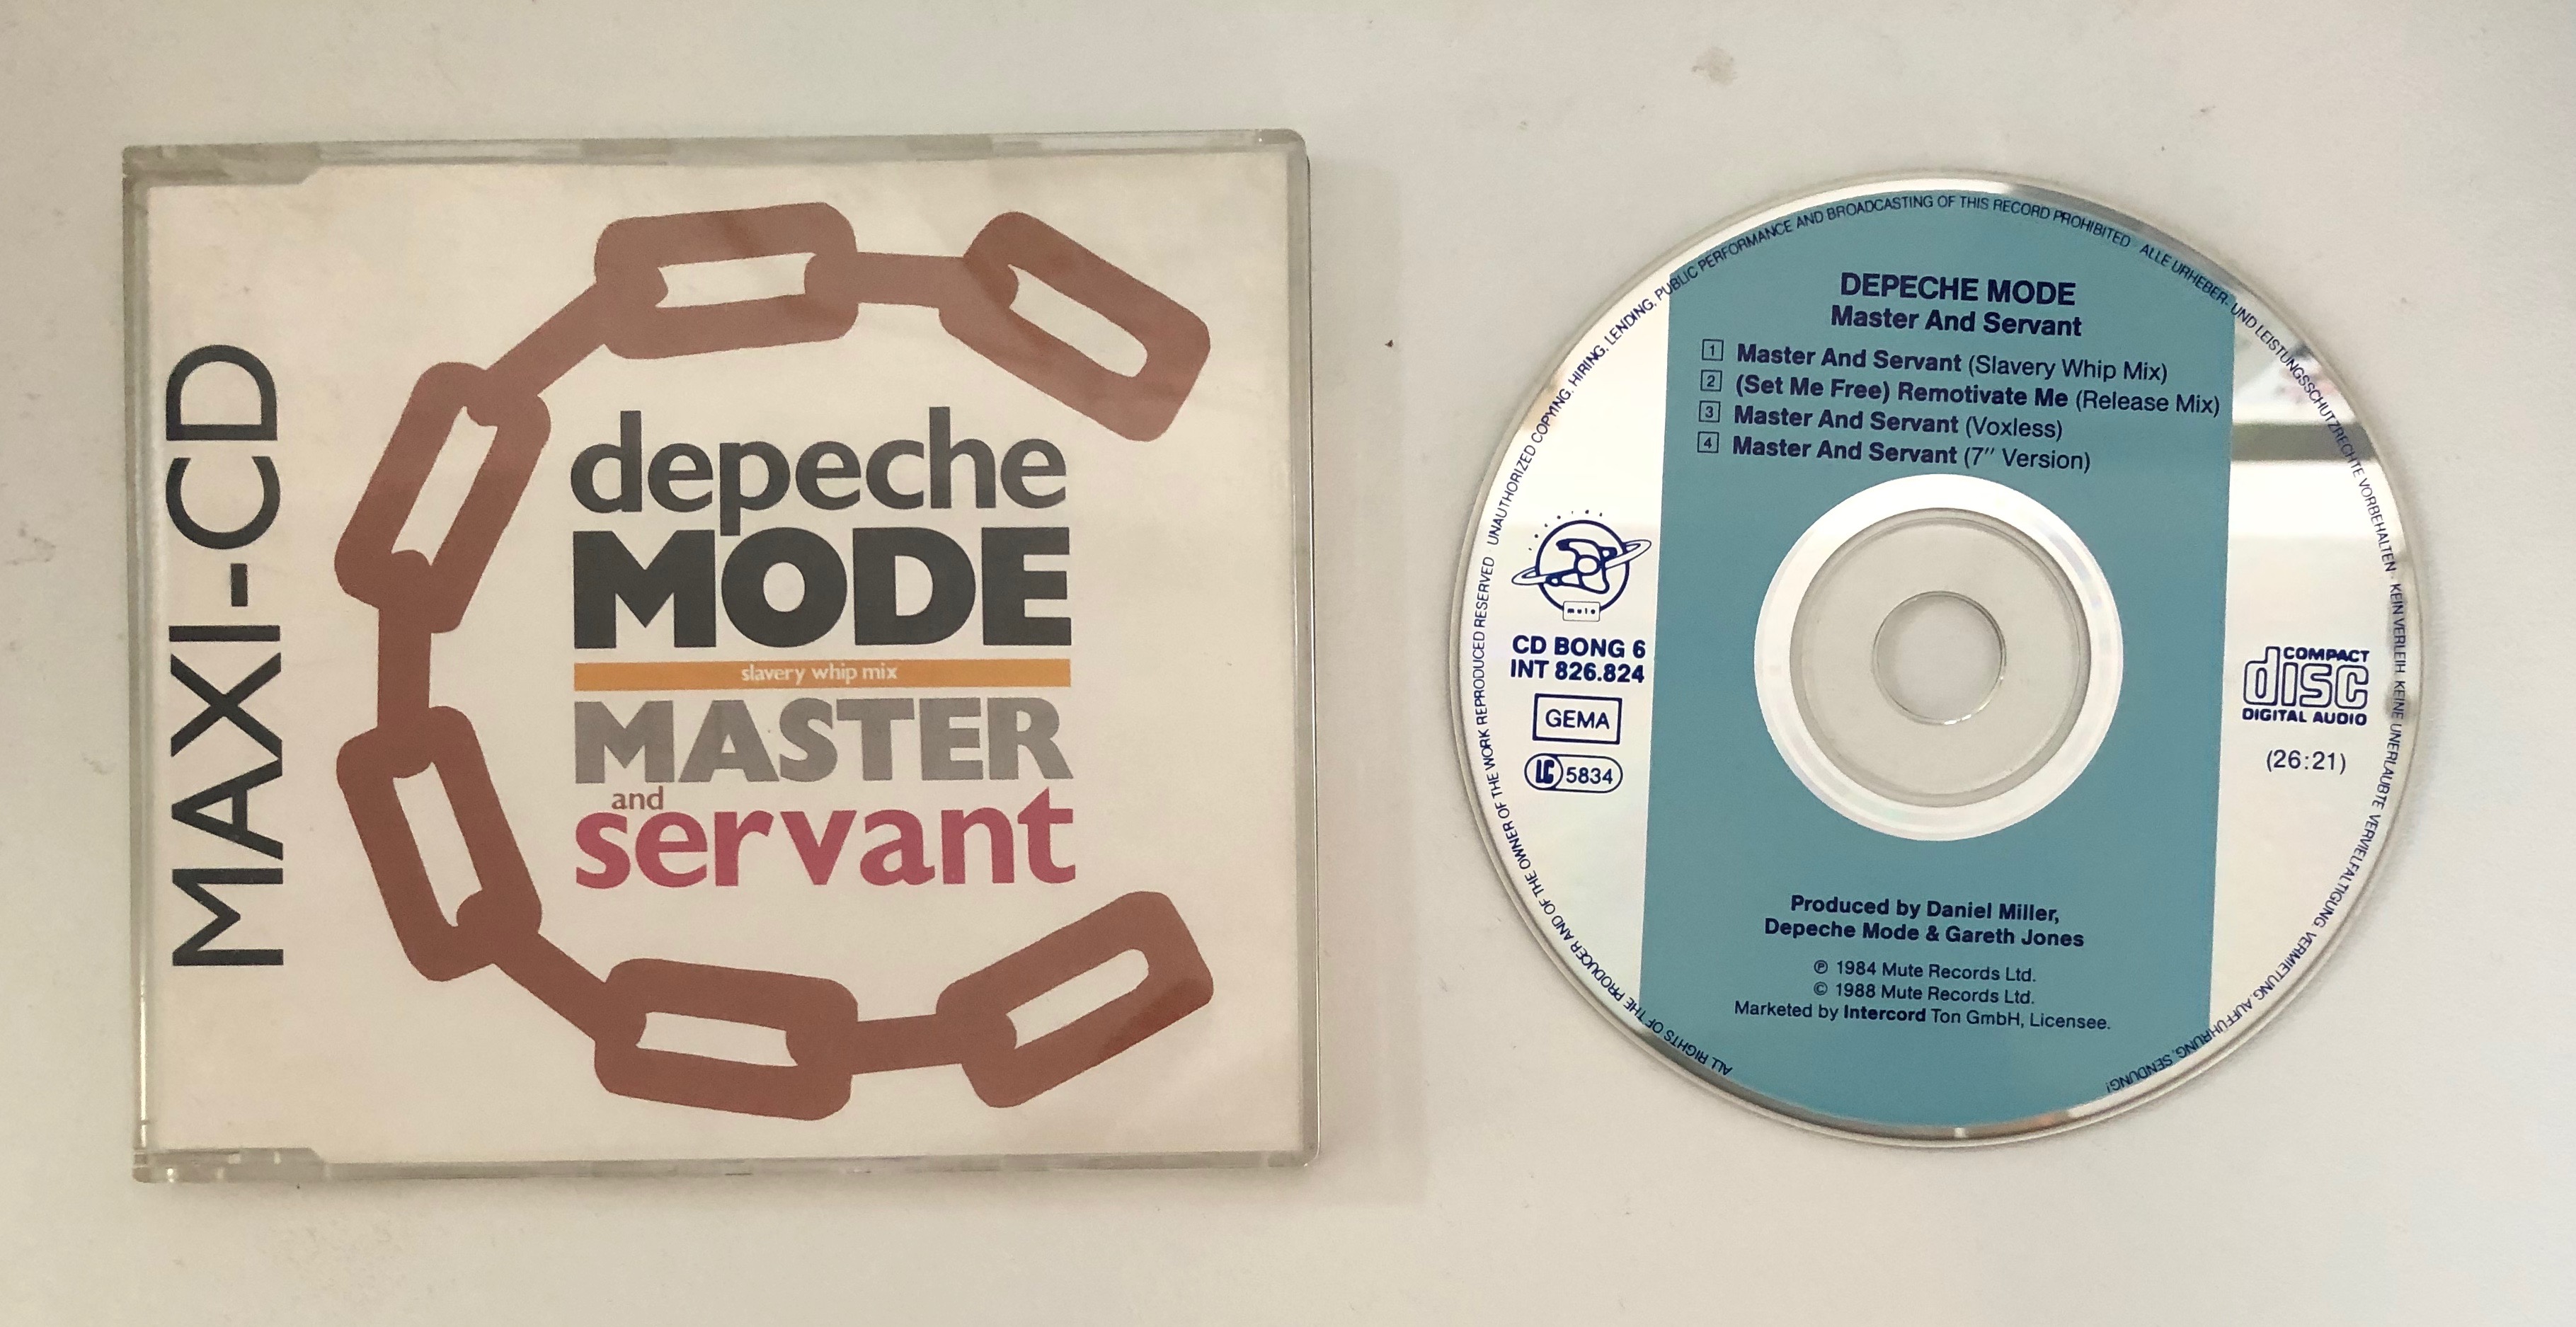 MAXI-CD
depeche
MODE
slavery whip mix
MASTER
and
servant
DEPECHE MODE
Master And Servant
1 Master And Servant (Slavery Whip Mix)
2 (Set Me Free) Remotivate Me (Release Mix)
3 Master And Servant (Voxless)
4 Master And Servant (7″ Version)
mute
CD BONG 6
INT 826.824
GEMA
LC 5834
COMPACT
disc
DIGITAL AUDIO
(26:21)
Produced by Daniel Miller,
Depeche Mode & Gareth Jones
℗ 1984 Mute Records Ltd.
© 1988 Mute Records Ltd.
Marketed by Intercord Ton GmbH, Licensee.
ALL RIGHTS OF THE PRODUCER AND OF THE OWNER OF THE WORK REPRODUCED RESERVED · UNAUTHORIZED COPYING, HIRING, LENDING, PUBLIC PERFORMANCE AND BROADCASTING OF THIS RECORD PROHIBITED · ALLE URHEBER- UND LEISTUNGSSCHUTZRECHTE VORBEHALTEN · KEIN VERLEIH, KEINE UNERLAUBTE VERVIELFÄLTIGUNG, VERMIETUNG, AUFFÜHRUNG, SENDUNG!